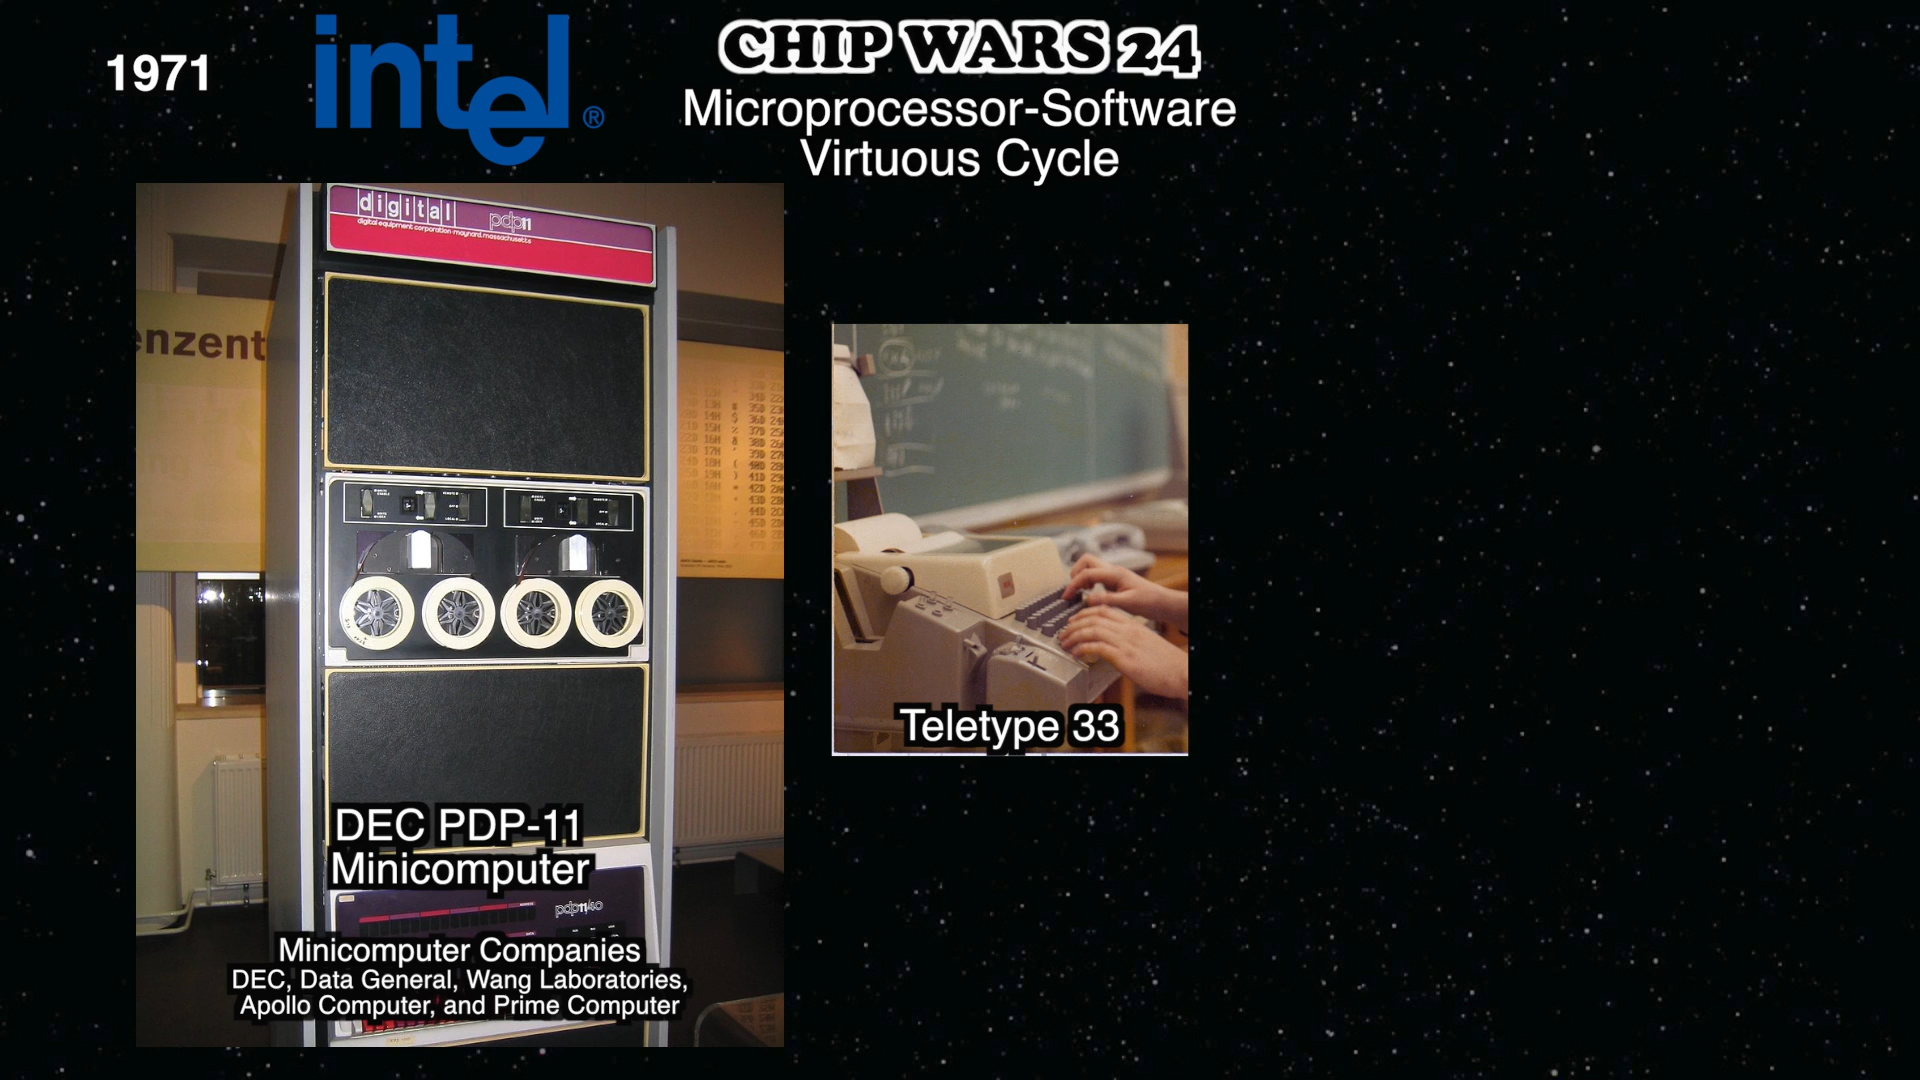 1971
intel®
CHIP WARS 24
Microprocessor-Software
Virtuous Cycle
digital
pdp11
digital equipment corporation · maynard, massachusetts
enzent
Teletype 33
DEC PDP-11
Minicomputer
pdp11/40
Minicomputer Companies
DEC, Data General, Wang Laboratories,
Apollo Computer, and Prime Computer